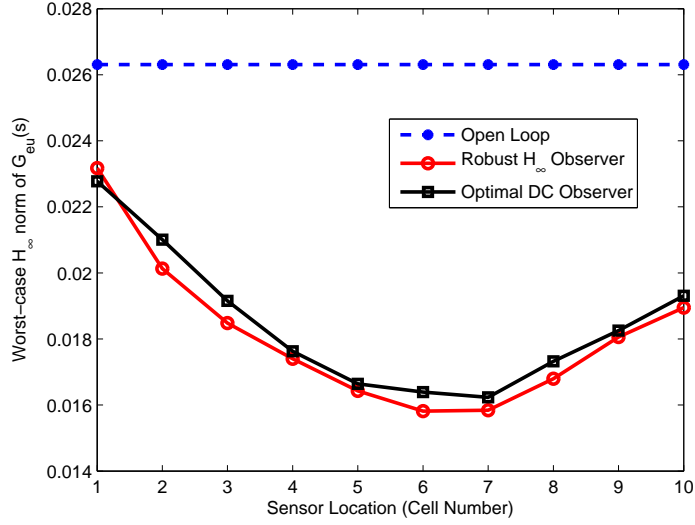 0.028
0.026
0.024
0.022
0.02
0.018
0.016
0.014
Worst−case H∞ norm of Geu(s)
Open Loop
Robust H∞ Observer
Optimal DC Observer
1 2 3 4 5 6 7 8 9 10
Sensor Location (Cell Number)